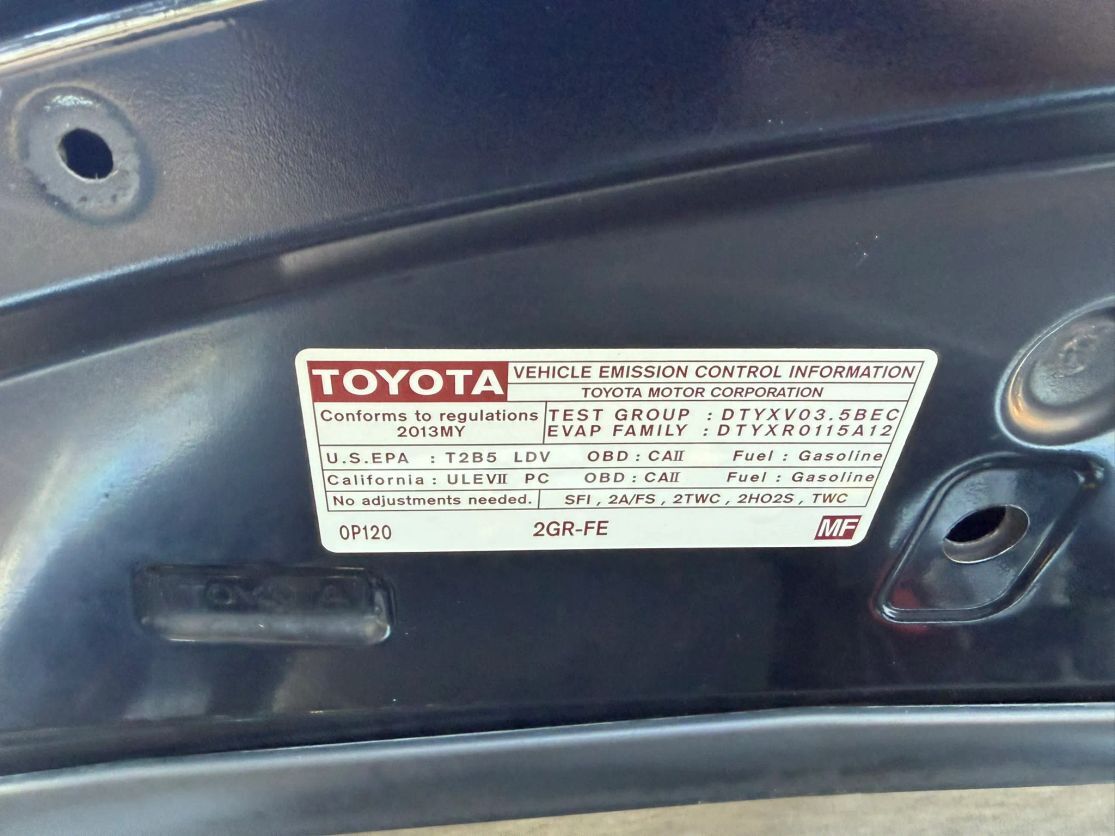 TOYOTA VEHICLE EMISSION CONTROL INFORMATION
TOYOTA MOTOR CORPORATION
Conforms to regulations
2013MY
TEST GROUP : DTYXV03.5BEC
EVAP FAMILY : DTYXR0115A12
U.S.EPA : T2B5 LDV OBD : CAII Fuel : Gasoline
California : ULEVII PC OBD : CAII Fuel : Gasoline
No adjustments needed. SFI , 2A/FS , 2TWC , 2HO2S , TWC
0P120 2GR-FE MF
TOYOTA